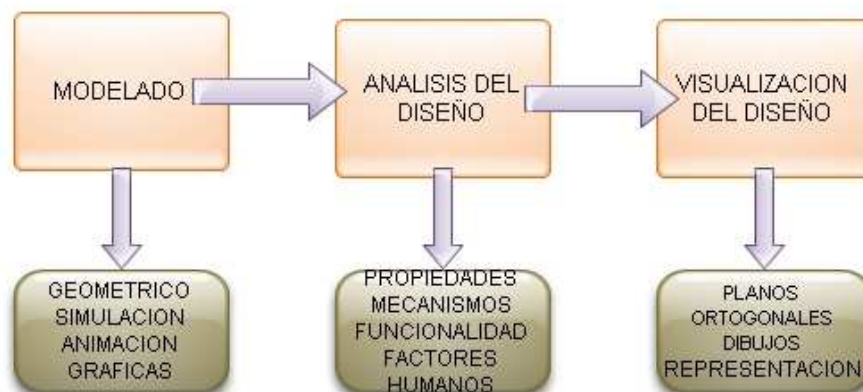 MODELADO
ANALISIS DEL
DISEÑO
VISUALIZACION
DEL DISEÑO
GEOMETRICO
SIMULACION
ANIMACION
GRAFICAS
PROPIEDADES
MECANISMOS
FUNCIONALIDAD
FACTORES
HUMANOS
PLANOS
ORTOGONALES
DIBUJOS
REPRESENTACION